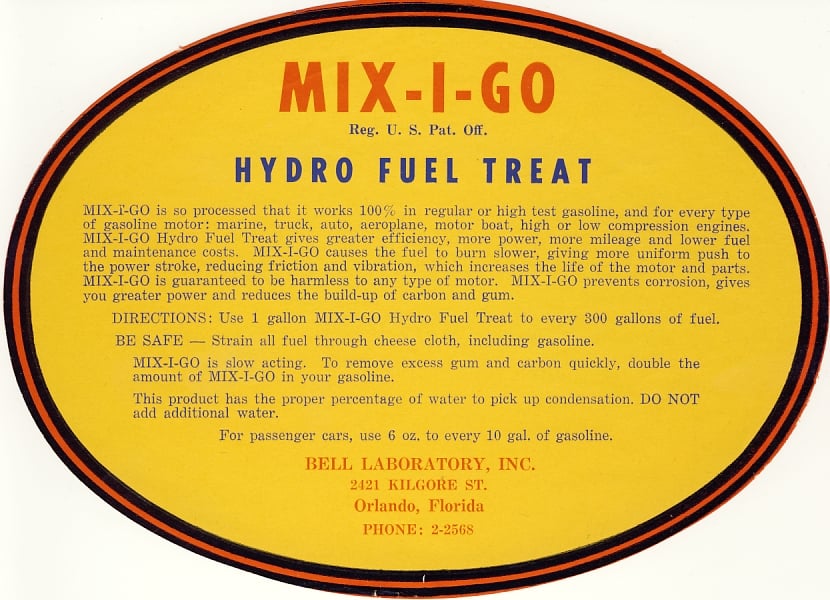 MIX-I-GO
Reg. U. S. Pat. Off.
HYDRO FUEL TREAT
MIX-I-GO is so processed that it works 100% in regular or high test gasoline, and for every type
of gasoline motor: marine, truck, auto, aeroplane, motor boat, high or low compression engines.
MIX-I-GO Hydro Fuel Treat gives greater efficiency, more power, more mileage and lower fuel
and maintenance costs. MIX-I-GO causes the fuel to burn slower, giving more uniform push to
the power stroke, reducing friction and vibration, which increases the life of the motor and parts.
MIX-I-GO is guaranteed to be harmless to any type of motor. MIX-I-GO prevents corrosion, gives
you greater power and reduces the build-up of carbon and gum.
DIRECTIONS: Use 1 gallon MIX-I-GO Hydro Fuel Treat to every 300 gallons of fuel.
BE SAFE — Strain all fuel through cheese cloth, including gasoline.
MIX-I-GO is slow acting. To remove excess gum and carbon quickly, double the
amount of MIX-I-GO in your gasoline.
This product has the proper percentage of water to pick up condensation. DO NOT
add additional water.
For passenger cars, use 6 oz. to every 10 gal. of gasoline.
BELL LABORATORY, INC.
2421 KILGORE ST.
Orlando, Florida
PHONE: 2-2568